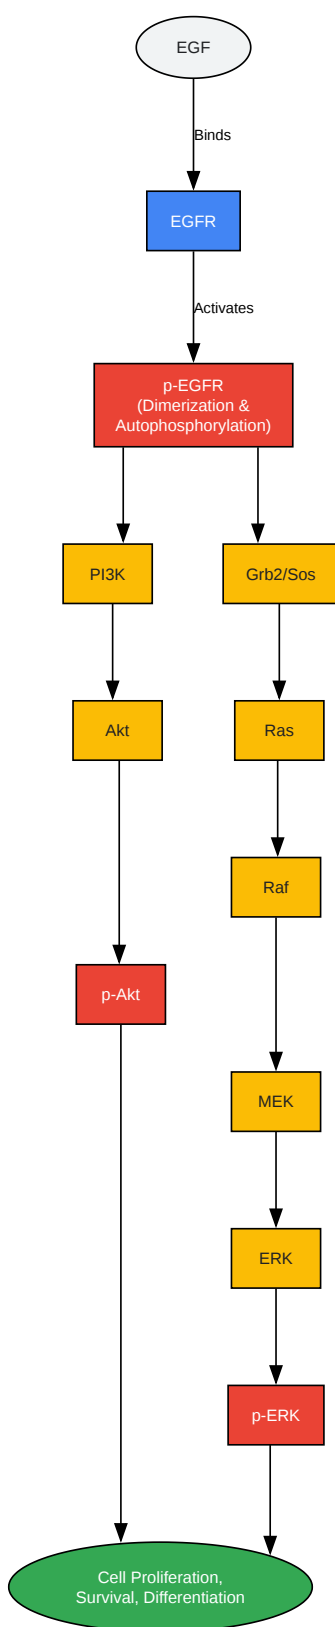 EGF
Binds
EGFR
Activates
p-EGFR
(Dimerization &
Autophosphorylation)
PI3K
Grb2/Sos
Akt
Ras
Raf
p-Akt
MEK
ERK
p-ERK
Cell Proliferation,
Survival, Differentiation